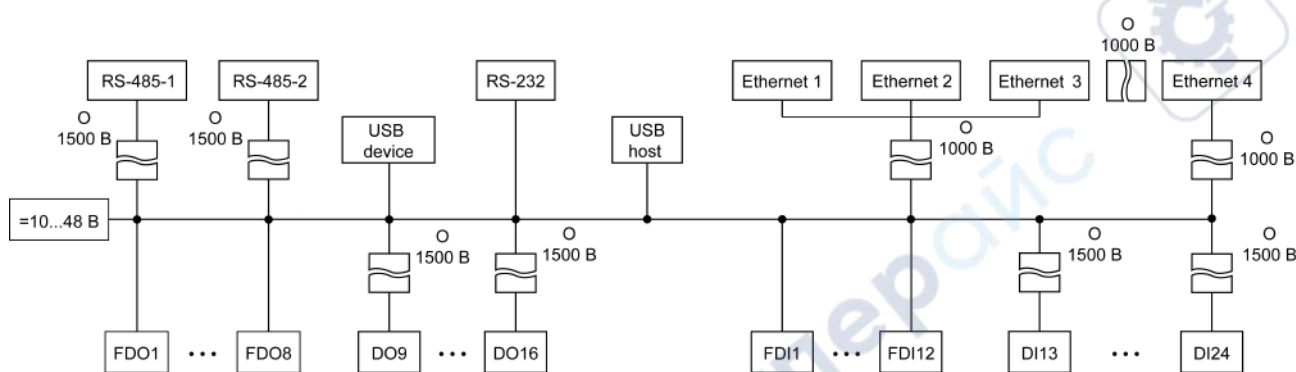 О
1000 В
RS-485-1
RS-485-2
RS-232
Ethernet 1
Ethernet 2
Ethernet 3
Ethernet 4
О
1500 В
О
1500 В
USB
device
USB
host
О
1000 В
О
1000 В
=10...48 В
О
1500 В
О
1500 В
О
1500 В
О
1500 В
FDO1
...
FDO8
DO9
...
DO16
FDI1
...
FDI12
DI13
...
DI24